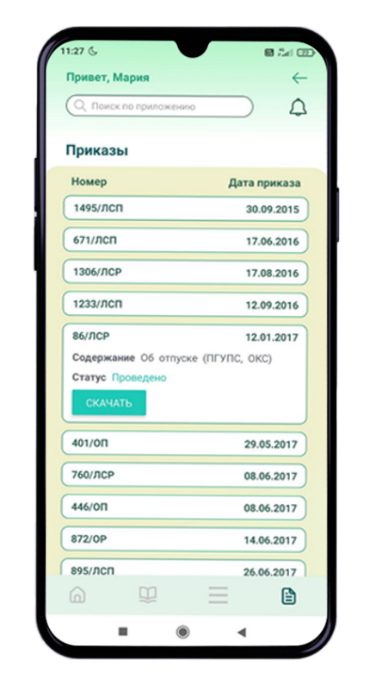 11:27
Привет, Мария
Поиск по приложению
Приказы
Номер Дата приказа
1495/ЛСП 30.09.2015
671/ЛСП 17.06.2016
1306/ЛСР 17.08.2016
1233/ЛСП 12.09.2016
86/ЛСР 12.01.2017
Содержание Об отпуске (ПГУПС, ОКС)
Статус Проведено
СКАЧАТЬ
401/ОП 29.05.2017
760/ЛСР 08.06.2017
446/ОП 08.06.2017
872/ОР 14.06.2017
895/ЛСП 26.06.2017